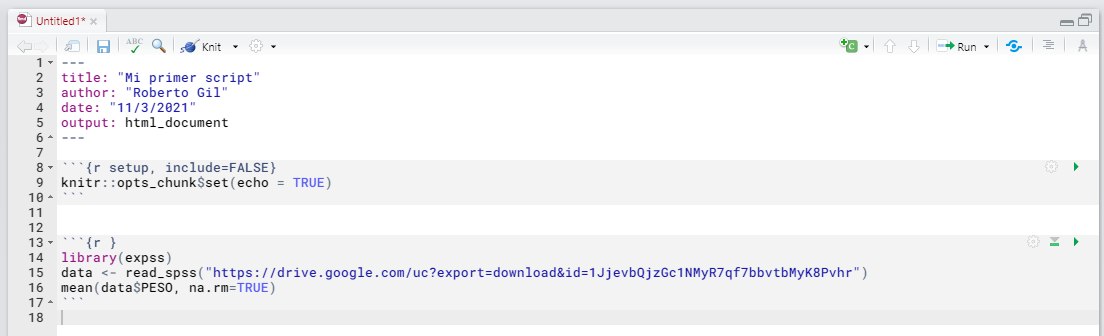 Untitled1*
ABC Knit Run
1 ---
2 title: "Mi primer script"
3 author: "Roberto Gil"
4 date: "11/3/2021"
5 output: html_document
6 ---
7
8 ```{r setup, include=FALSE}
9 knitr::opts_chunk$set(echo = TRUE)
10 ```
11
12
13 ```{r }
14 library(expss)
15 data <- read_spss("https://drive.google.com/uc?export=download&id=1JjevbQjzGc1NMyR7qf7bbvtbMyK8Pvhr")
16 mean(data$PESO, na.rm=TRUE)
17 ```
18